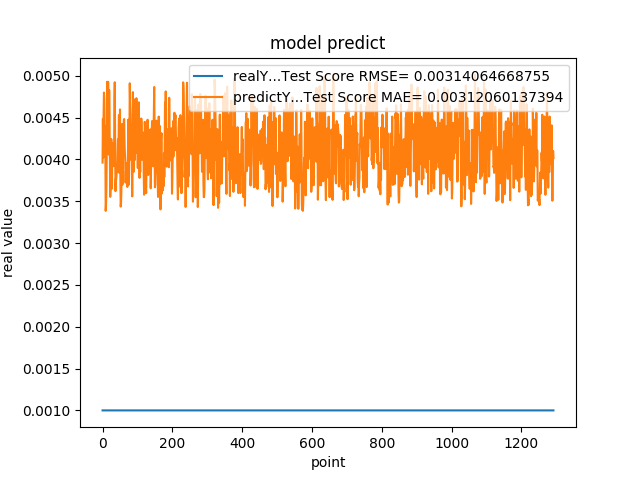 model predict
realY...Test Score RMSE= 0.00314064668755
predictY...Test Score MAE= 0.00312060137394
0.0050
0.0045
0.0040
0.0035
0.0030
0.0025
0.0020
0.0015
0.0010
real value
0 200 400 600 800 1000 1200
point